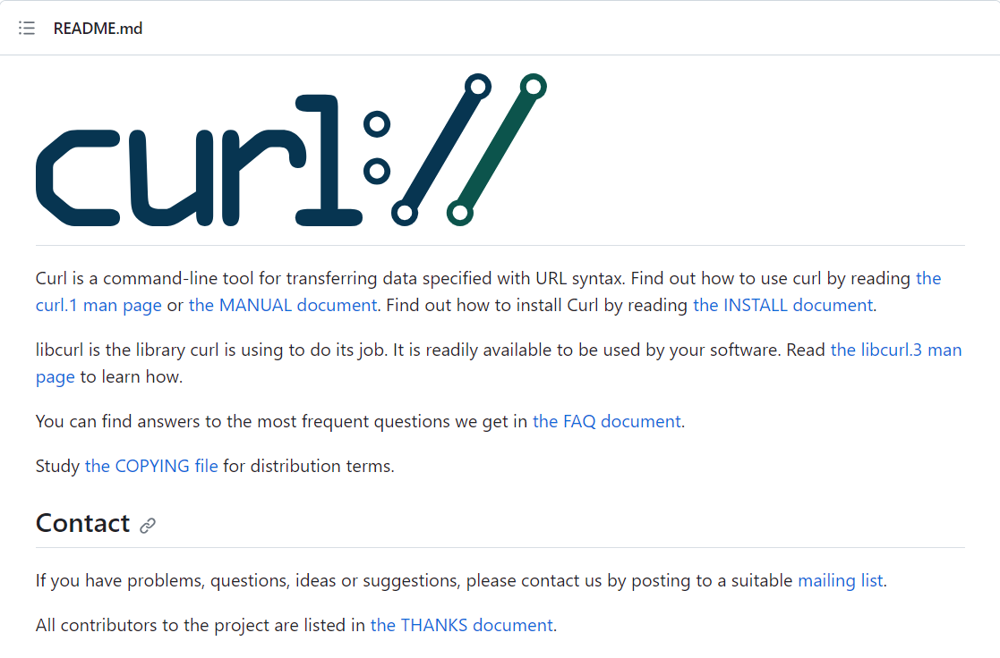 README.md
curl://
Curl is a command-line tool for transferring data specified with URL syntax. Find out how to use curl by reading the
curl.1 man page or the MANUAL document. Find out how to install Curl by reading the INSTALL document.
libcurl is the library curl is using to do its job. It is readily available to be used by your software. Read the libcurl.3 man
page to learn how.
You can find answers to the most frequent questions we get in the FAQ document.
Study the COPYING file for distribution terms.
Contact
If you have problems, questions, ideas or suggestions, please contact us by posting to a suitable mailing list.
All contributors to the project are listed in the THANKS document.